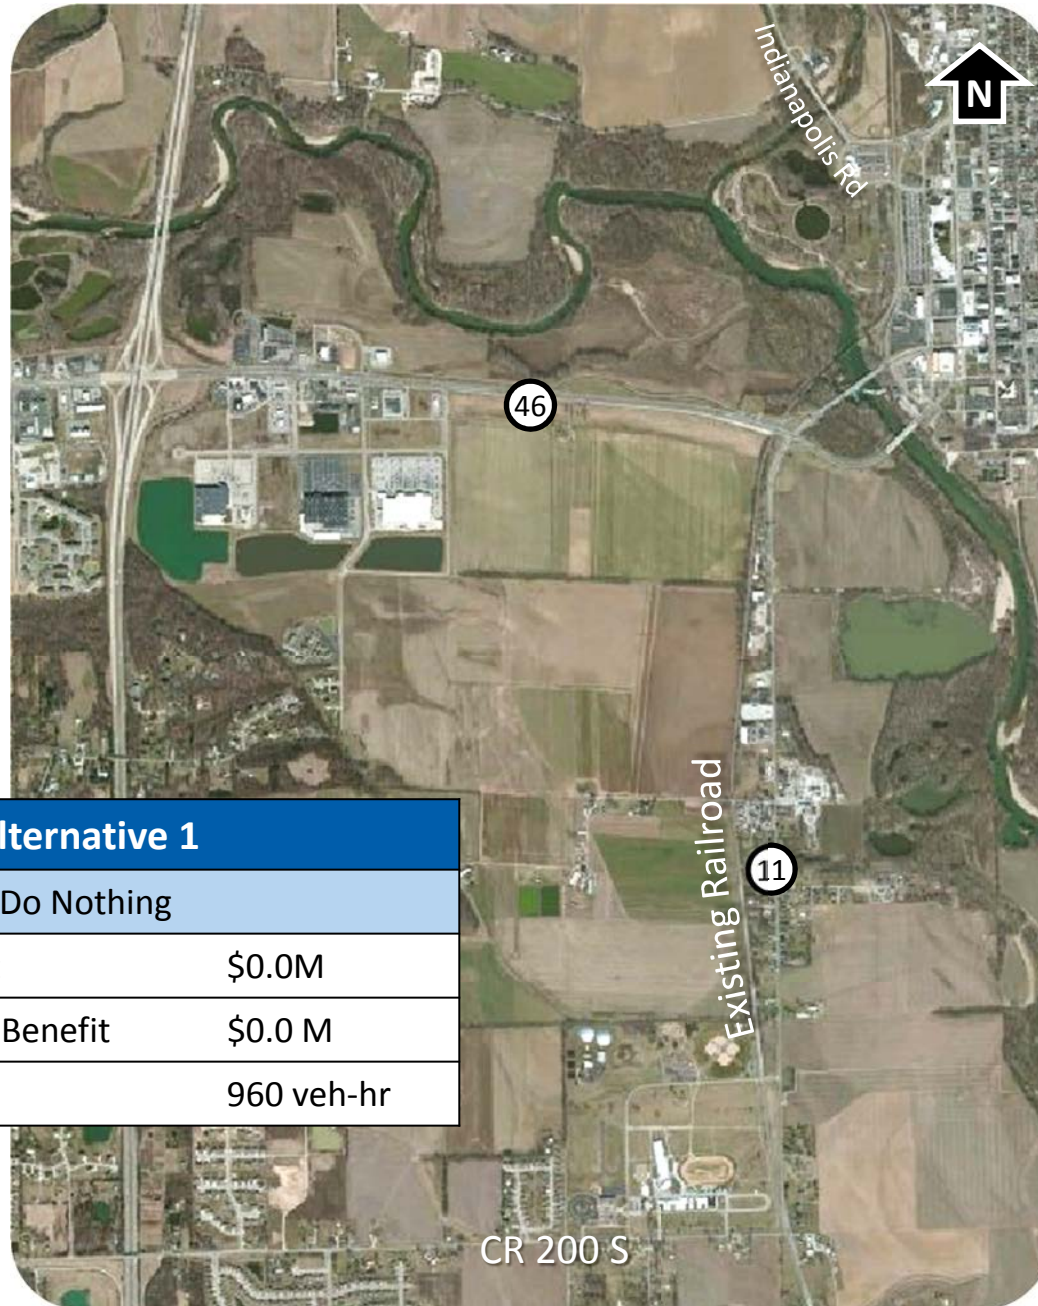 Indianapolis Rd
N
46
Existing Railroad
11
lternative 1
Do Nothing
$0.0M
Benefit $0.0 M
960 veh-hr
CR 200 S